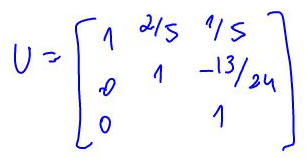 U = [ 1 2/5 1/5
0 1 -13/24
0 1 ]